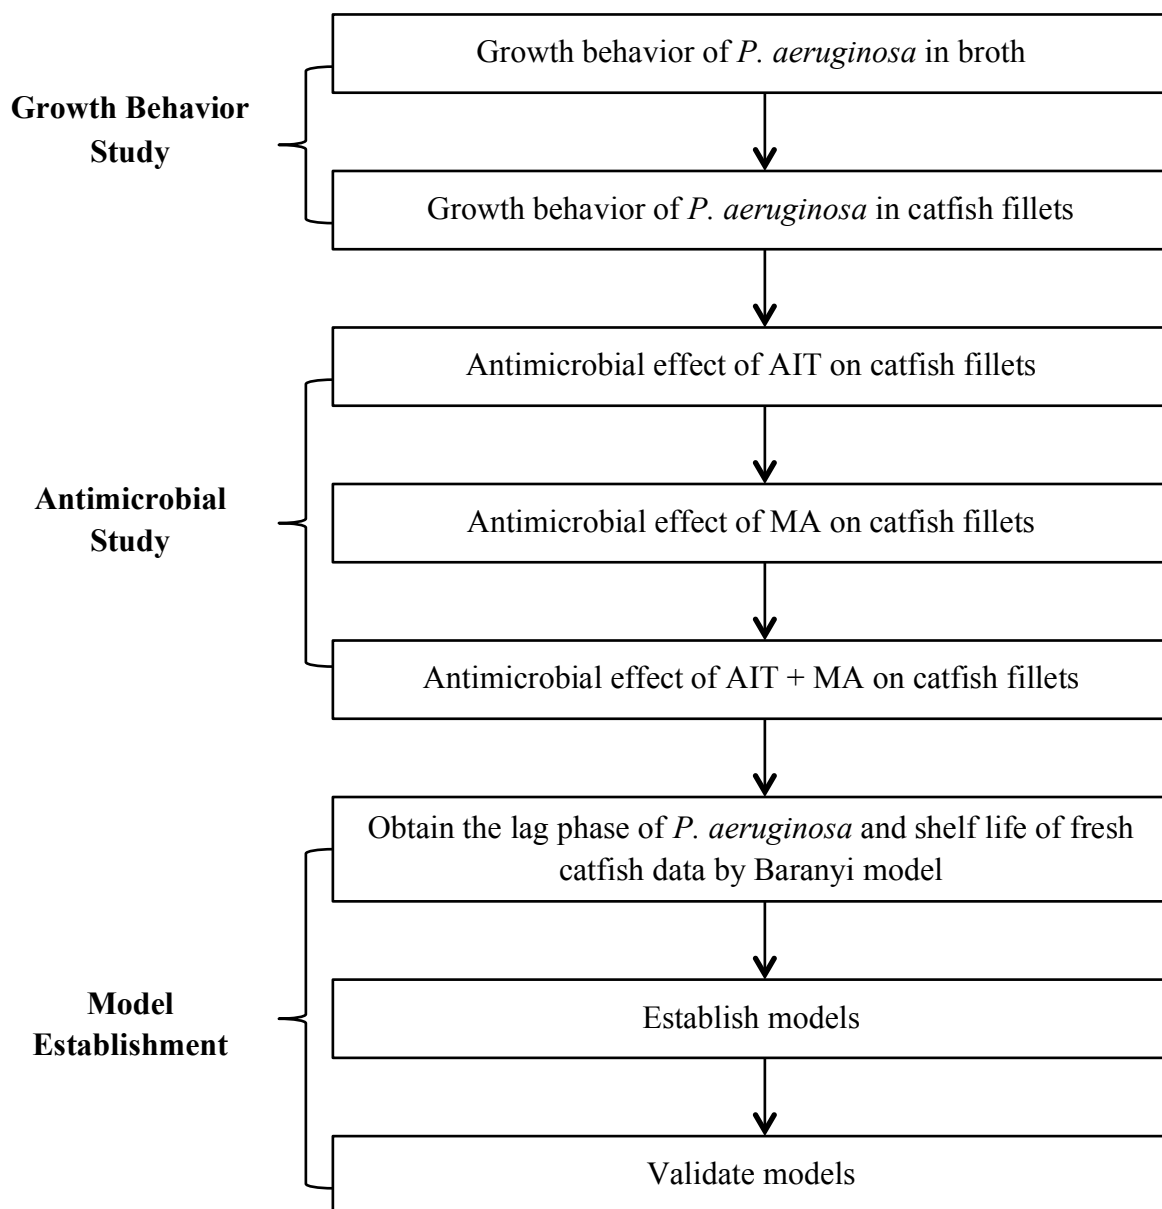 Growth behavior of P. aeruginosa in broth
Growth Behavior
Study
Growth behavior of P. aeruginosa in catfish fillets
Antimicrobial effect of AIT on catfish fillets
Antimicrobial
Study
Antimicrobial effect of MA on catfish fillets
Antimicrobial effect of AIT + MA on catfish fillets
Obtain the lag phase of P. aeruginosa and shelf life of fresh
catfish data by Baranyi model
Model
Establishment
Establish models
Validate models